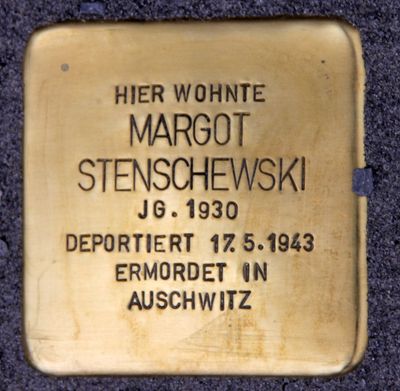 HIER WOHNTE
MARGOT
STENSCHEWSKI
JG. 1930
DEPORTIERT 17.5.1943
ERMORDET IN
AUSCHWITZ